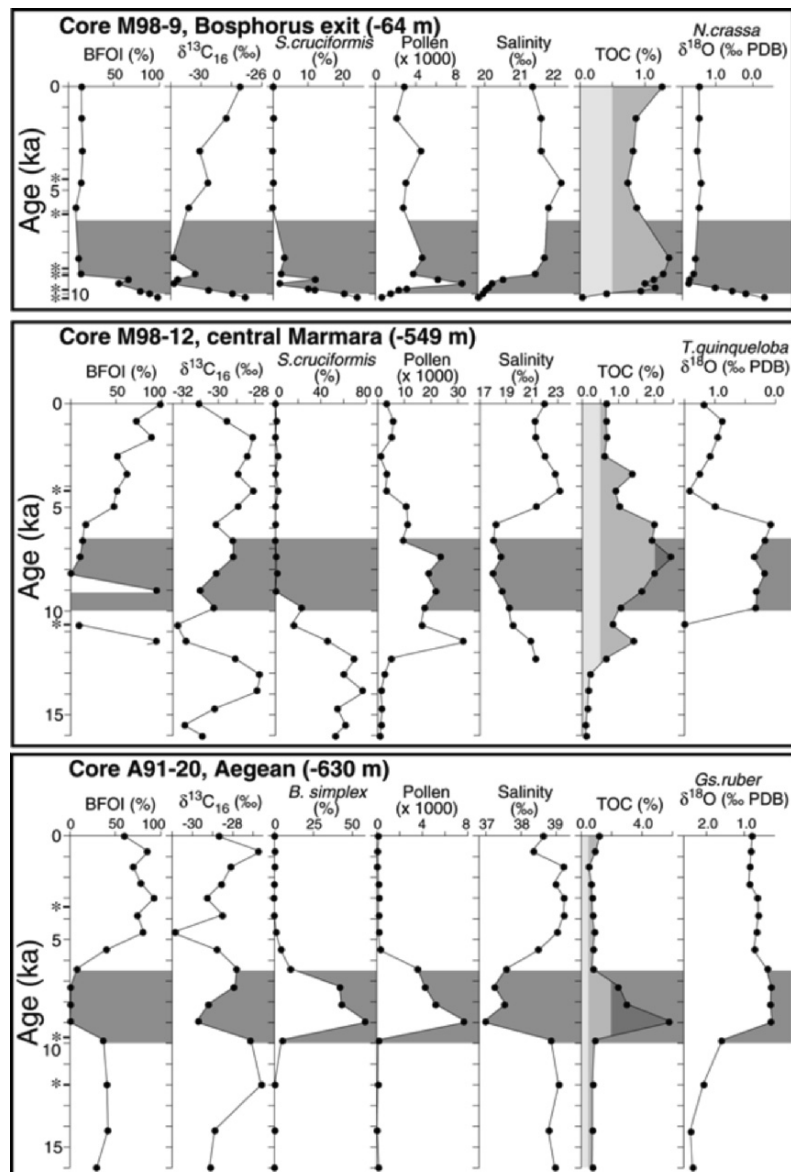 Core M98-9, Bosphorus exit (-64 m)
BFOI (%) δ13C16 (‰) S.cruciformis (%) Pollen (x 1000) Salinity (‰) TOC (%) N.crassa δ18O (‰ PDB)
50 100 -30 -26 0 10 20 0 4 8 20 21 22 0.0 1.0 1.0 0.0
Age (ka)
0
*
5
*
*
*
*
*
10
Core M98-12, central Marmara (-549 m)
BFOI (%) δ13C16 (‰) S.cruciformis (%) Pollen (x 1000) Salinity (‰) TOC (%) T.quinqueloba δ18O (‰ PDB)
0 50 100 -32 -30 -28 0 40 80 0 10 20 30 17 19 21 23 0.0 1.0 2.0 1.0 0.0
Age (ka)
0
*
5
10
*
15
Core A91-20, Aegean (-630 m)
BFOI (%) δ13C16 (‰) B. simplex (%) Pollen (x 1000) Salinity (‰) TOC (%) Gs.ruber δ18O (‰ PDB)
0 50 100 -30 -28 0 25 50 0 4 8 37 38 39 0.0 4.0 2.0 1.0
Age (ka)
0
*
5
*
10
*
15